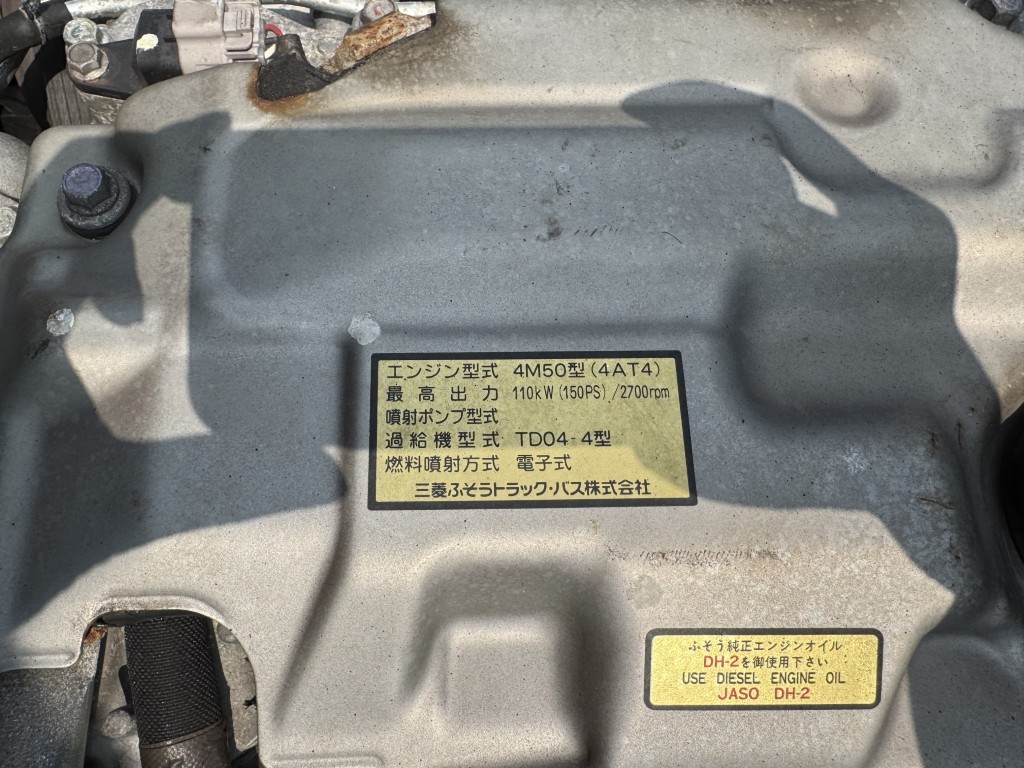 エンジン型式 4M50型(4AT4)
最高出力 110kW(150PS)/2700rpm
噴射ポンプ型式
過給機型式 TD04-4型
燃料噴射方式 電子式
三菱ふそうトラック・バス株式会社
ふそう純正エンジンオイル
DH-2を御使用下さい
USE DIESEL ENGINE OIL
JASO DH-2